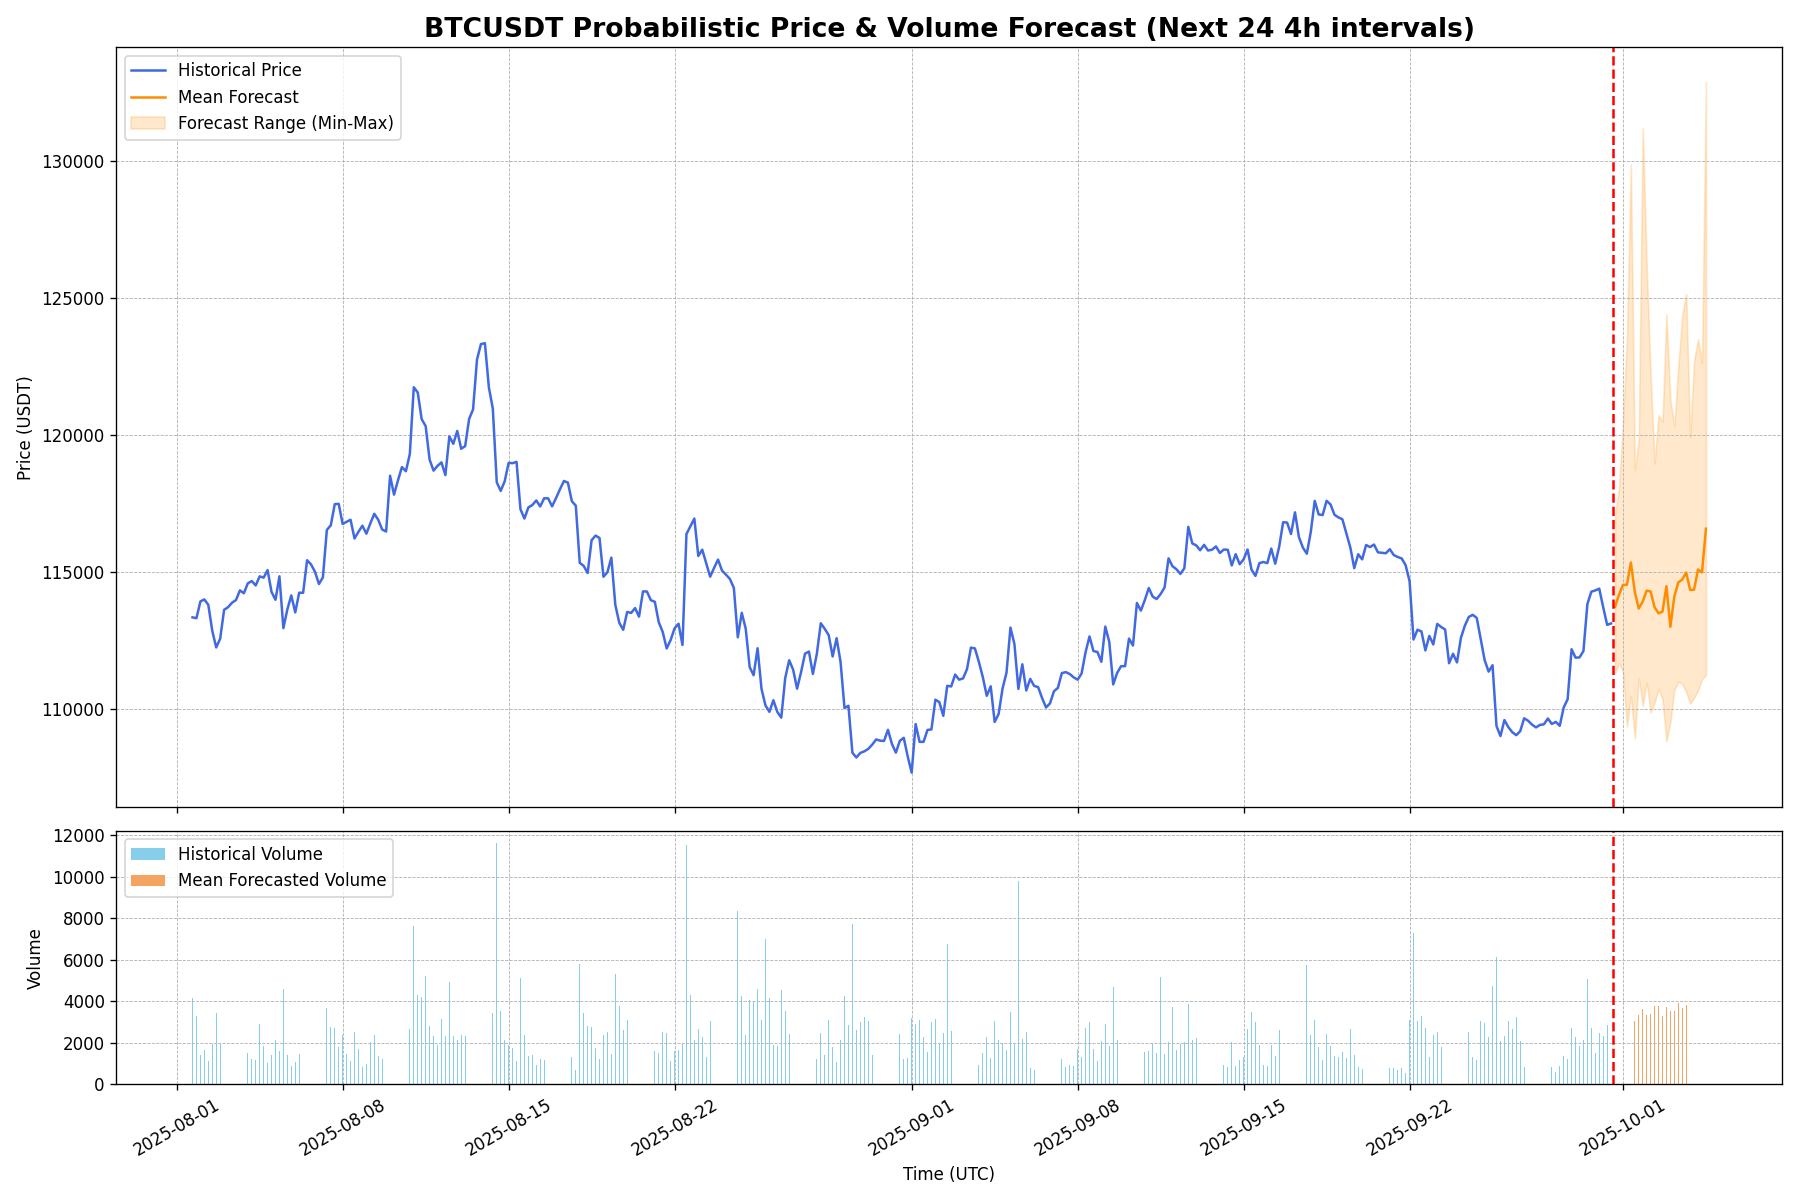 BTCUSDT Probabilistic Price & Volume Forecast (Next 24 4h intervals)
Historical Price
Mean Forecast
Forecast Range (Min-Max)
130000
125000
120000
115000
110000
Price (USDT)
12000
10000
8000
6000
4000
2000
0
Volume
Historical Volume
Mean Forecasted Volume
2025-08-01
2025-08-08
2025-08-15
2025-08-22
2025-09-01
2025-09-08
2025-09-15
2025-09-22
2025-10-01
Time (UTC)